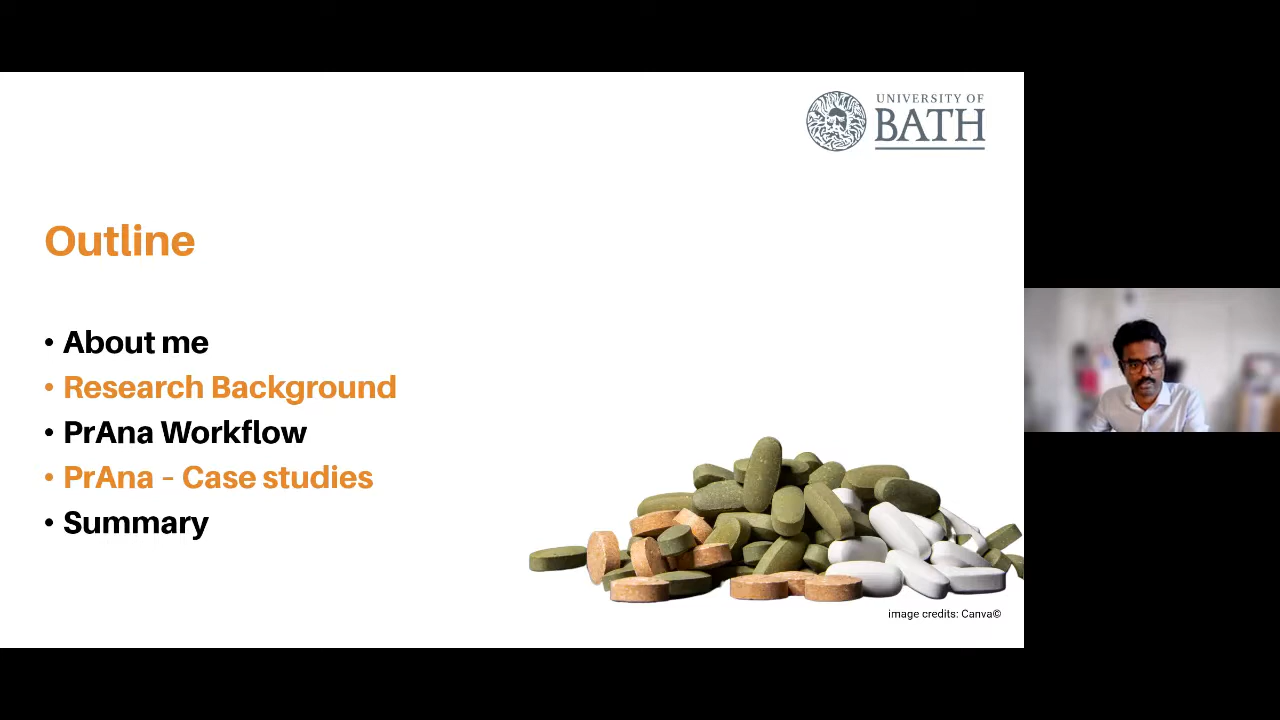 UNIVERSITY OF
BATH
Outline
• About me
• Research Background
• PrAna Workflow
• PrAna – Case studies
• Summary
image credits: Canva©